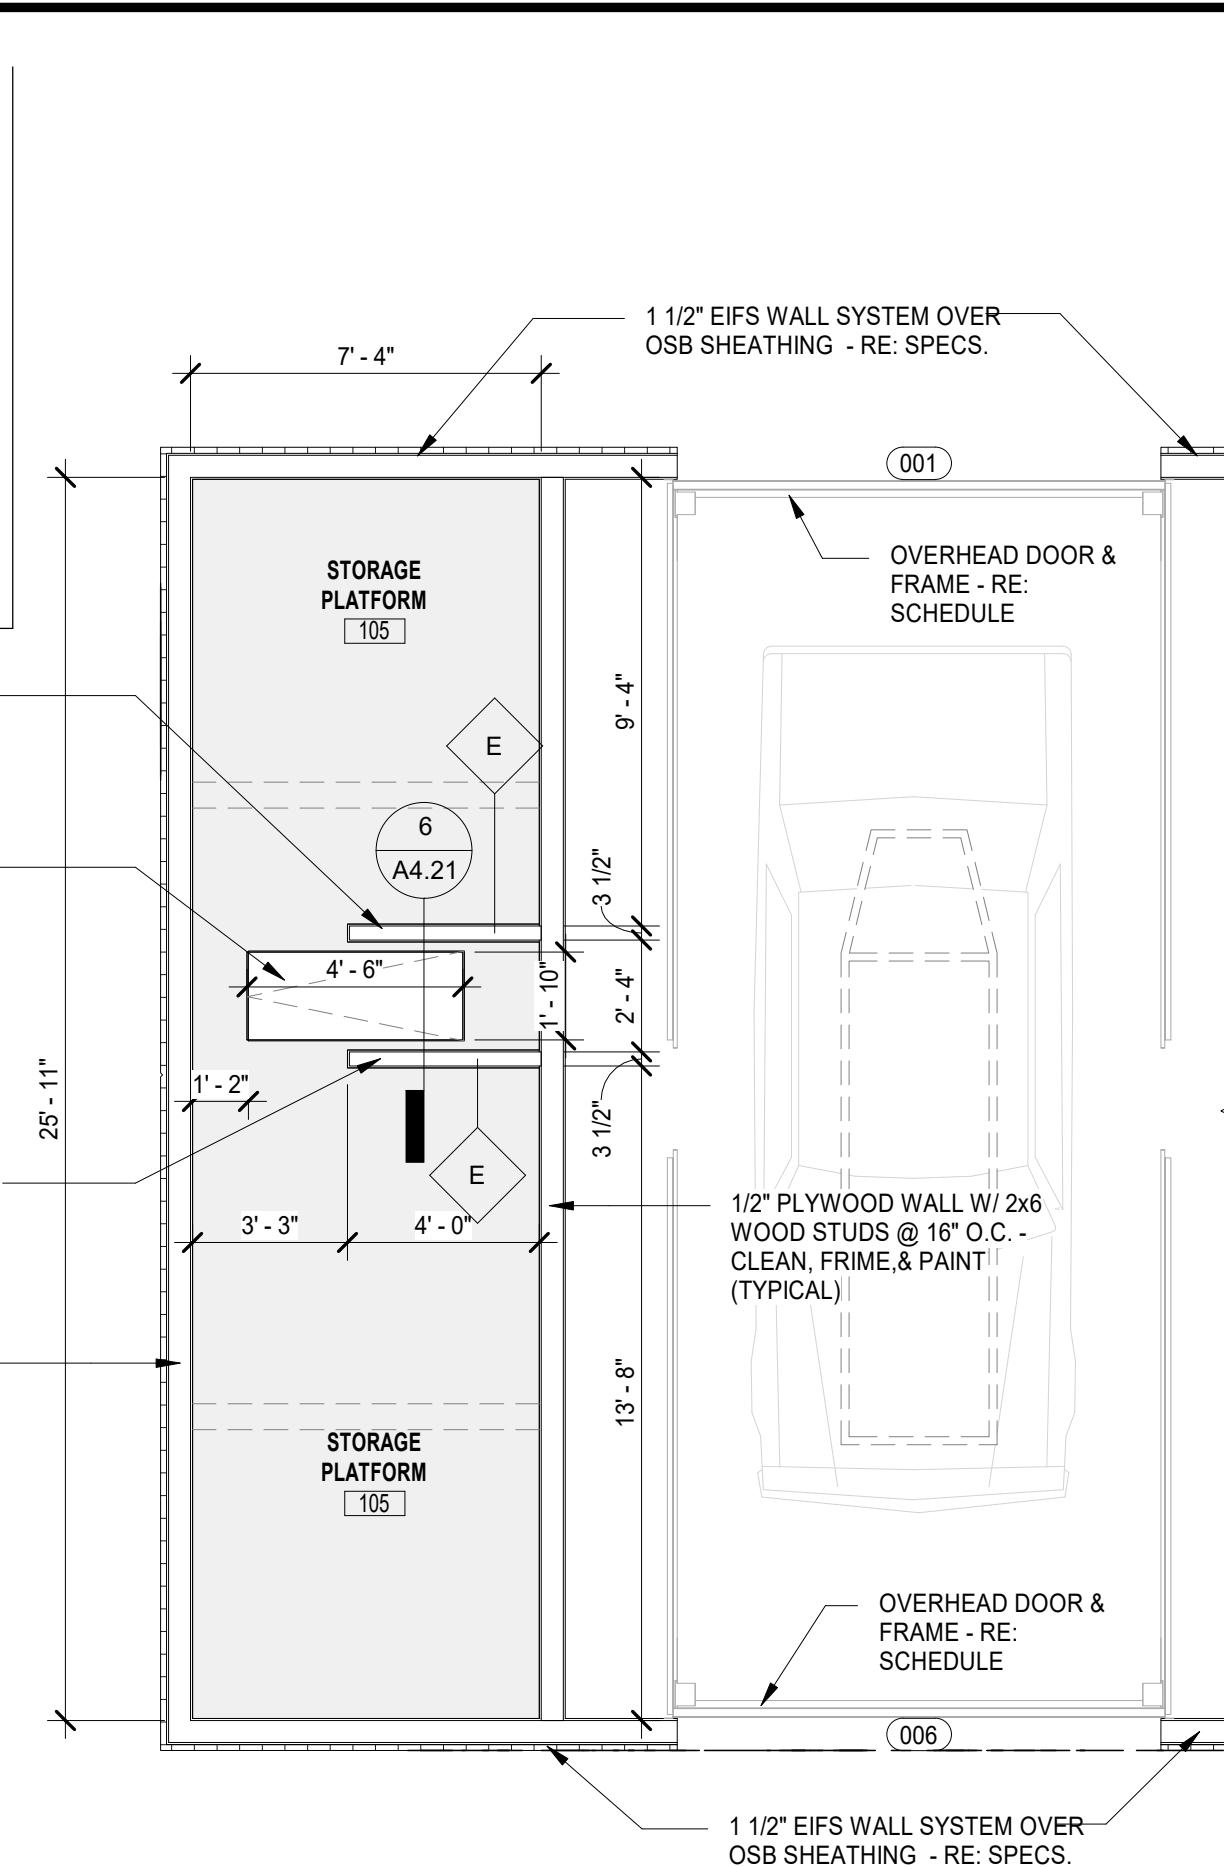 1 1/2" EIFS WALL SYSTEM OVER
OSB SHEATHING - RE: SPECS.
7' - 4"
001
OVERHEAD DOOR &
FRAME - RE:
SCHEDULE
STORAGE
PLATFORM
105
9' - 4"
E
6
A4.21
3 1/2"
4' - 6"
1' - 10"
2' - 4"
25' - 11"
1' - 2"
3 1/2"
E
3' - 3"
4' - 0"
1/2" PLYWOOD WALL W/ 2x6
WOOD STUDS @ 16" O.C. -
CLEAN, FRIME,& PAINT
(TYPICAL)
13' - 8"
STORAGE
PLATFORM
105
OVERHEAD DOOR &
FRAME - RE:
SCHEDULE
006
1 1/2" EIFS WALL SYSTEM OVER
OSB SHEATHING - RE: SPECS.